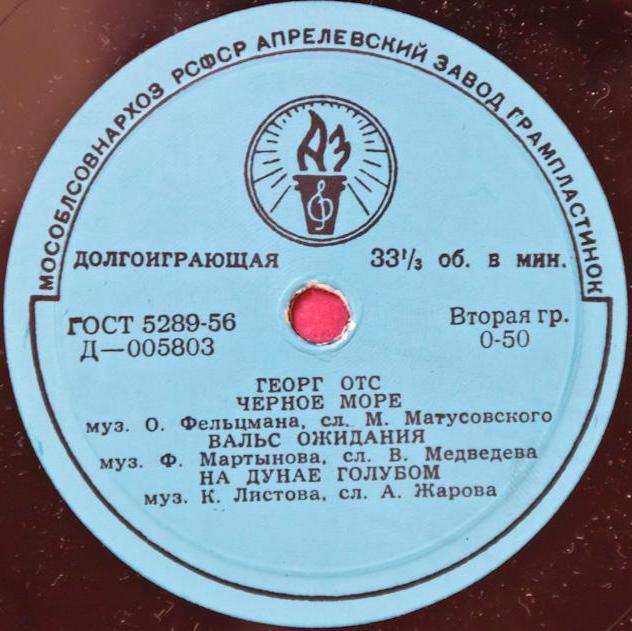 МОСОБЛСОВНАРХОЗ РСФСР АПРЕЛЕВСКИЙ ЗАВОД ГРАМПЛАСТИНОК
АЗ
ДОЛГОИГРАЮЩАЯ 33 1/3 об. в мин.
ГОСТ 5289-56 Вторая гр.
Д—005803 0-50
ГЕОРГ ОТС
ЧЕРНОЕ МОРЕ
муз. О. Фельцмана, сл. М. Матусовского
ВАЛЬС ОЖИДАНИЯ
муз. Ф. Мартынова, сл. В. Медведева
НА ДУНАЕ ГОЛУБОМ
муз. К. Листова, сл. А. Жарова